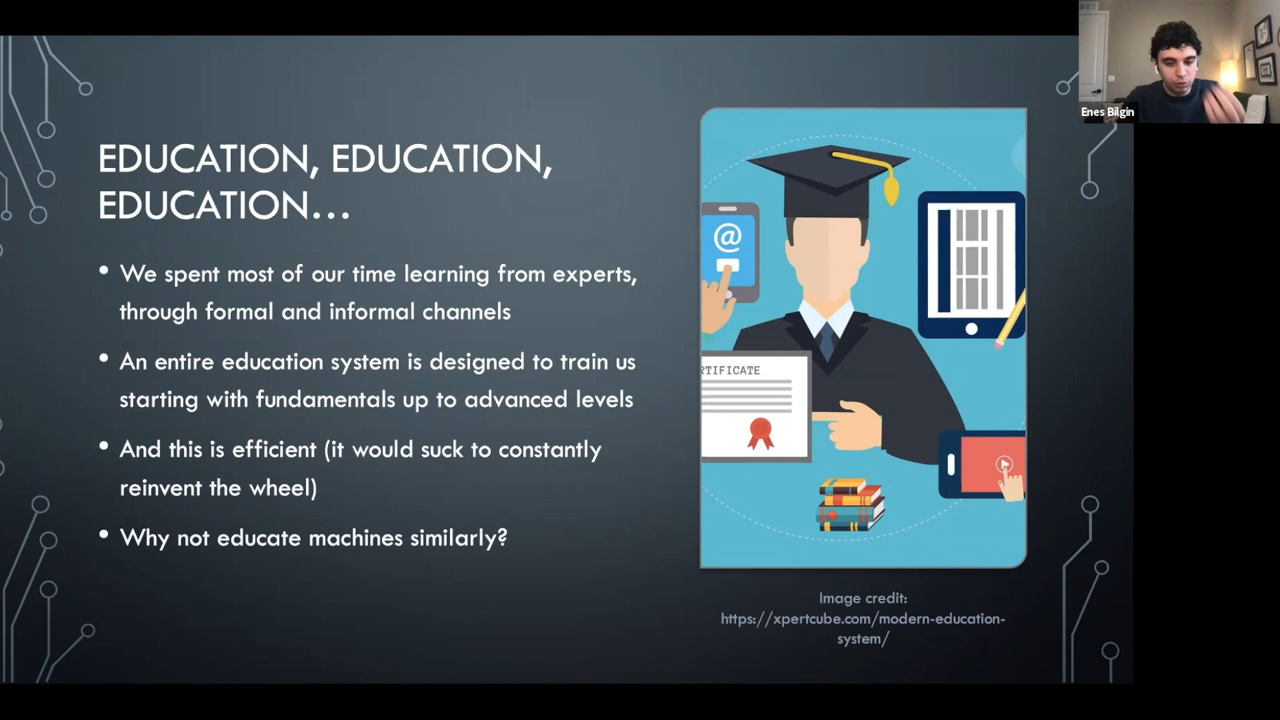 EDUCATION, EDUCATION,
EDUCATION...
• We spent most of our time learning from experts,
through formal and informal channels
• An entire education system is designed to train us
starting with fundamentals up to advanced levels
• And this is efficient (it would suck to constantly
reinvent the wheel)
• Why not educate machines similarly?
@
RTIFICATE
Image credit:
https://xpertcube.com/modern-education-
system/
Enes Bilgin